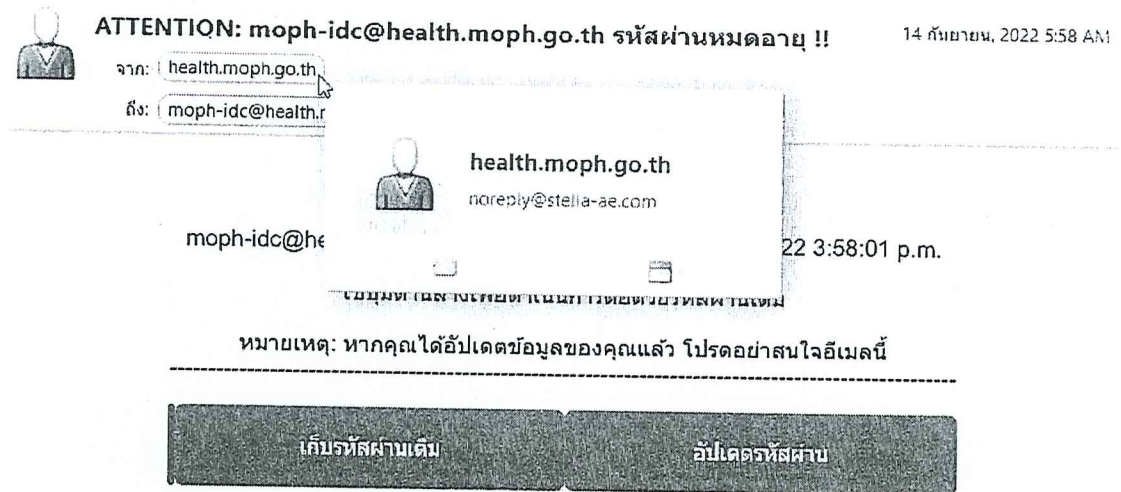 ATTENTION: moph-idc@health.moph.go.th รหัสผ่านหมดอายุ !!
14 กันยายน, 2022 5:58 AM
จาก: health.moph.go.th
ถึง: moph-idc@health.r
health.moph.go.th
noreply@stella-ae.com
moph-idc@he 22 3:58:01 p.m.
หมายเหตุ: หากคุณได้อัปเดตข้อมูลของคุณแล้ว โปรดอย่าสนใจอีเมลนี้
เก็บรหัสผ่านเดิม
อัปเดตรหัสผ่าน